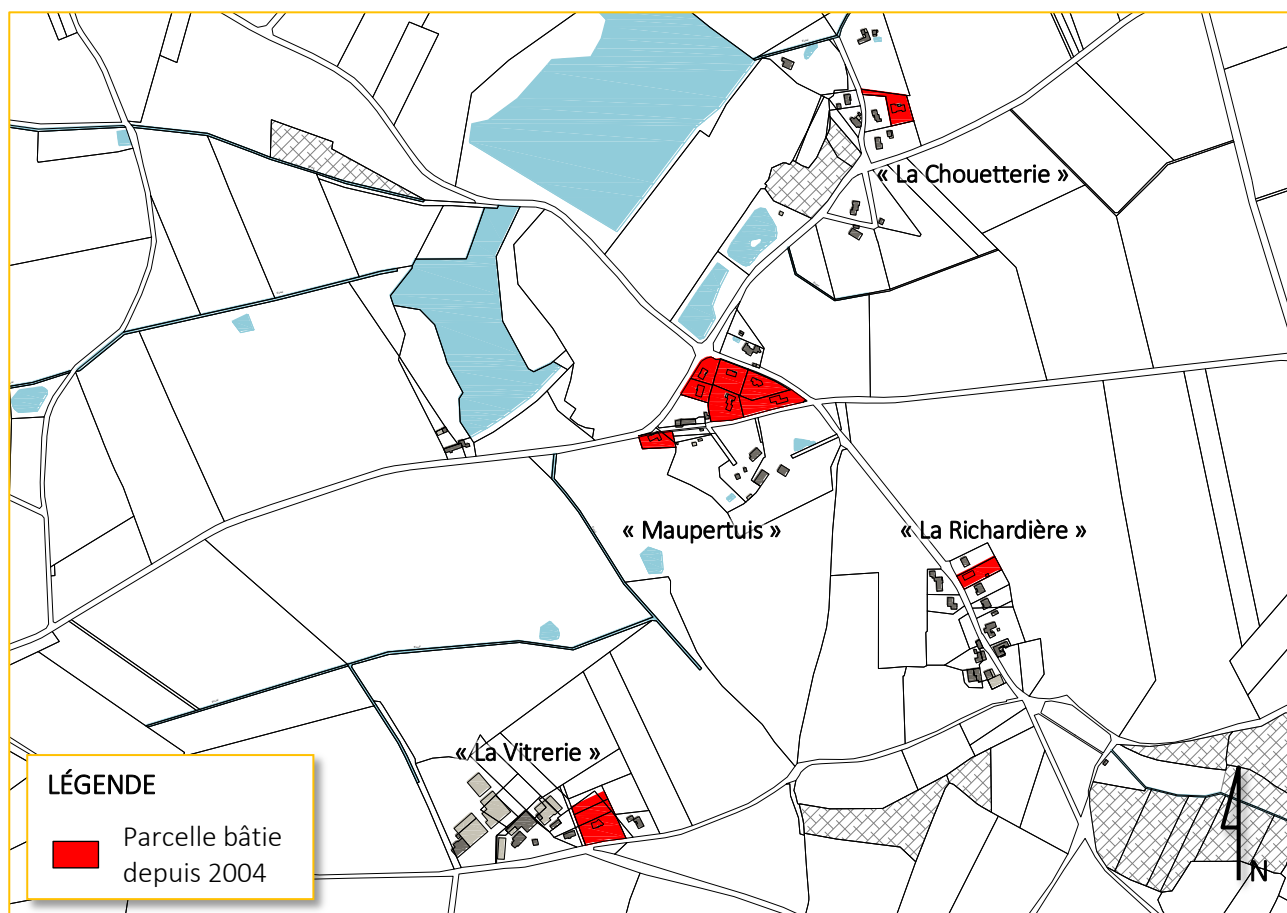 « La Chouetterie »
« Maupertuis »
« La Richardière »
« La Vitrerie »
LÉGENDE
Parcelle bâtie
depuis 2004
N